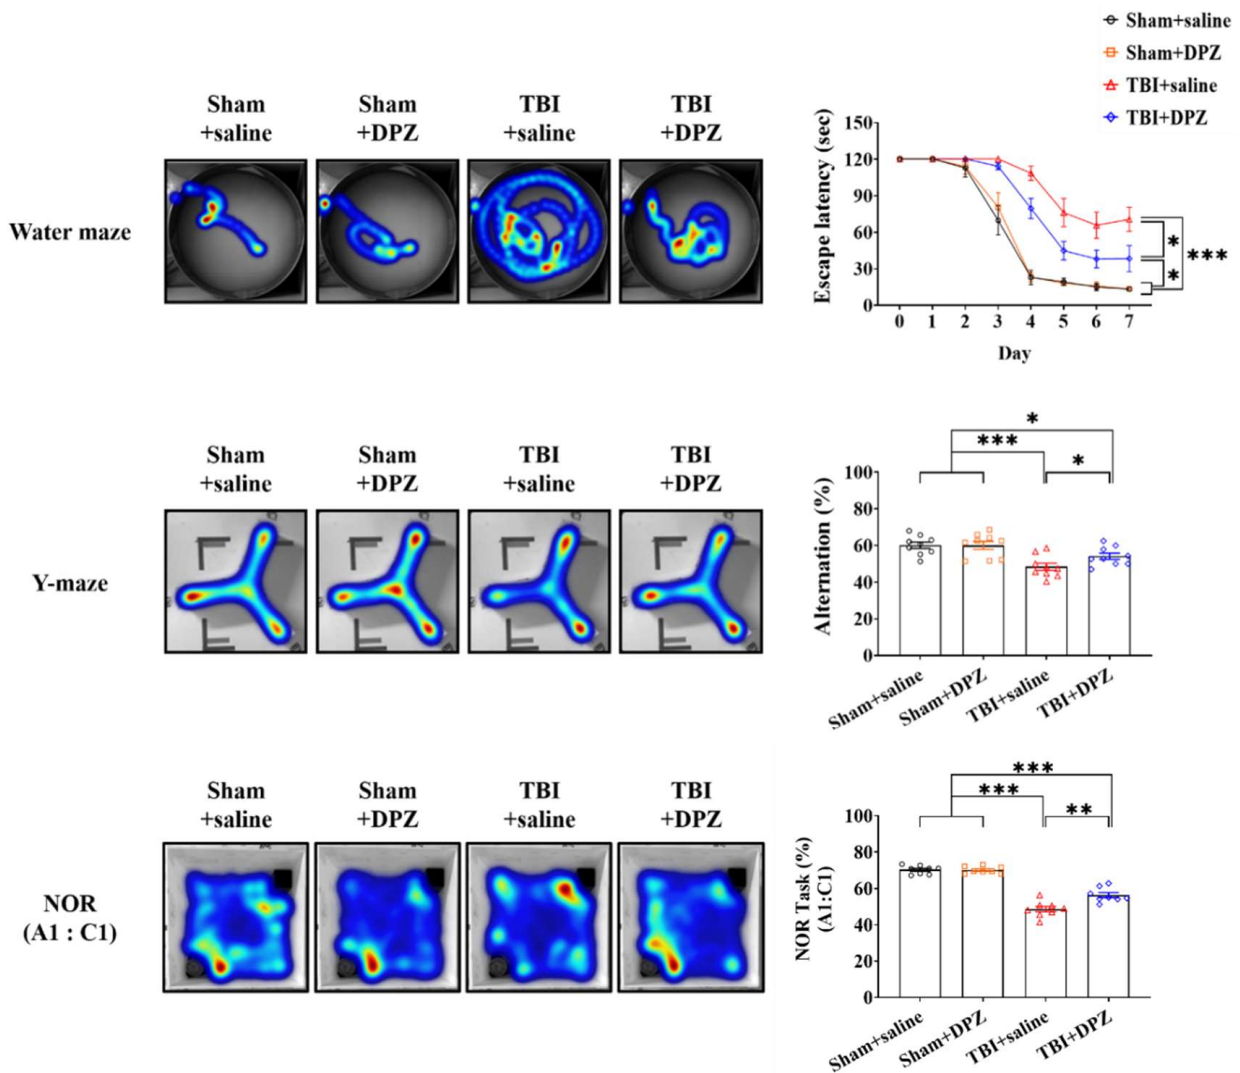 Sham+saline
Sham+DPZ
TBI+saline
TBI+DPZ
Sham +saline
Sham +DPZ
TBI +saline
TBI +DPZ
Water maze
Escape latency (sec)
150
120
90
60
30
0
0 1 2 3 4 5 6 7
Day
*
*
***
Sham +saline
Sham +DPZ
TBI +saline
TBI +DPZ
Y-maze
*
***
*
Alternation (%)
100
80
60
40
20
0
Sham+saline
Sham+DPZ
TBI+saline
TBI+DPZ
Sham +saline
Sham +DPZ
TBI +saline
TBI +DPZ
NOR
(A1 : C1)
***
***
**
NOR Task (%)
(A1:C1)
100
80
60
40
20
0
Sham+saline
Sham+DPZ
TBI+saline
TBI+DPZ